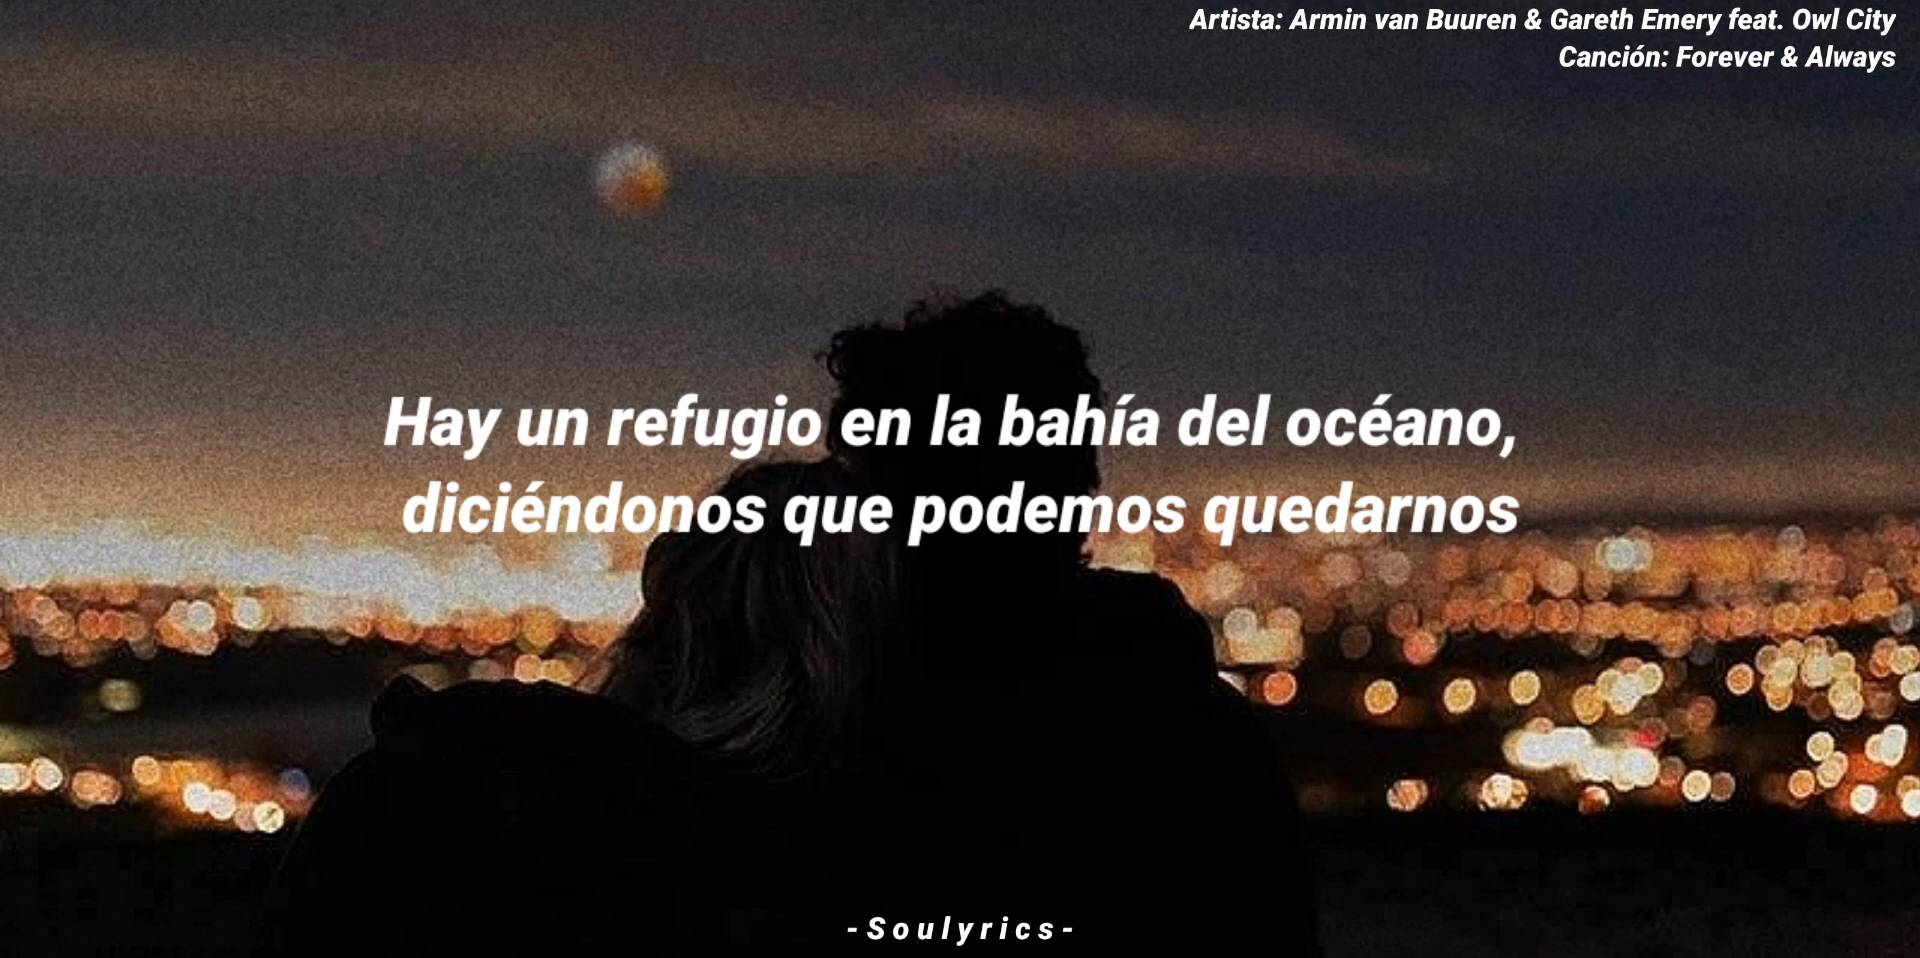 Artista: Armin van Buuren & Gareth Emery feat. Owl City
Canción: Forever & Always
Hay un refugio en la bahía del océano,
diciéndonos que podemos quedarnos
-Soulyrics-